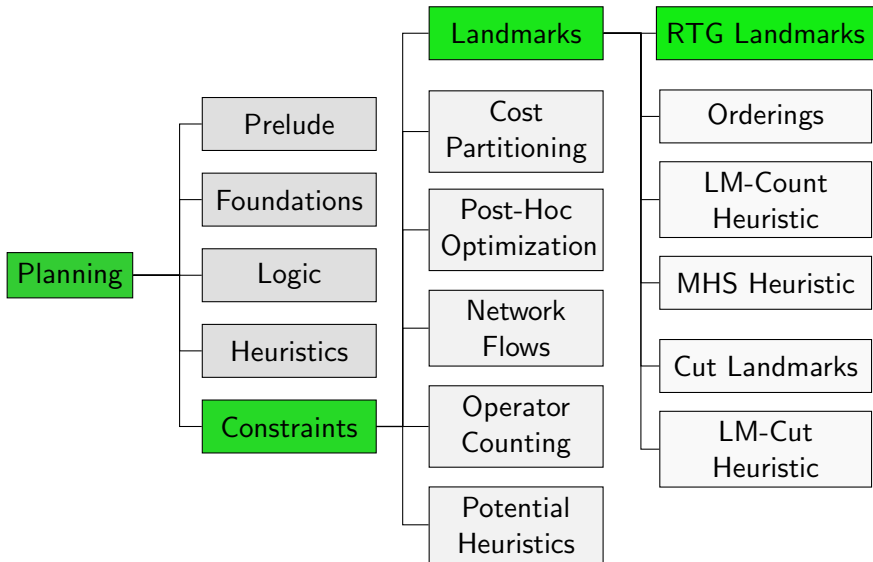 Planning
Prelude
Foundations
Logic
Heuristics
Constraints
Landmarks
Cost
Partitioning
Post-Hoc
Optimization
Network
Flows
Operator
Counting
Potential
Heuristics
RTG Landmarks
Orderings
LM-Count
Heuristic
MHS Heuristic
Cut Landmarks
LM-Cut
Heuristic